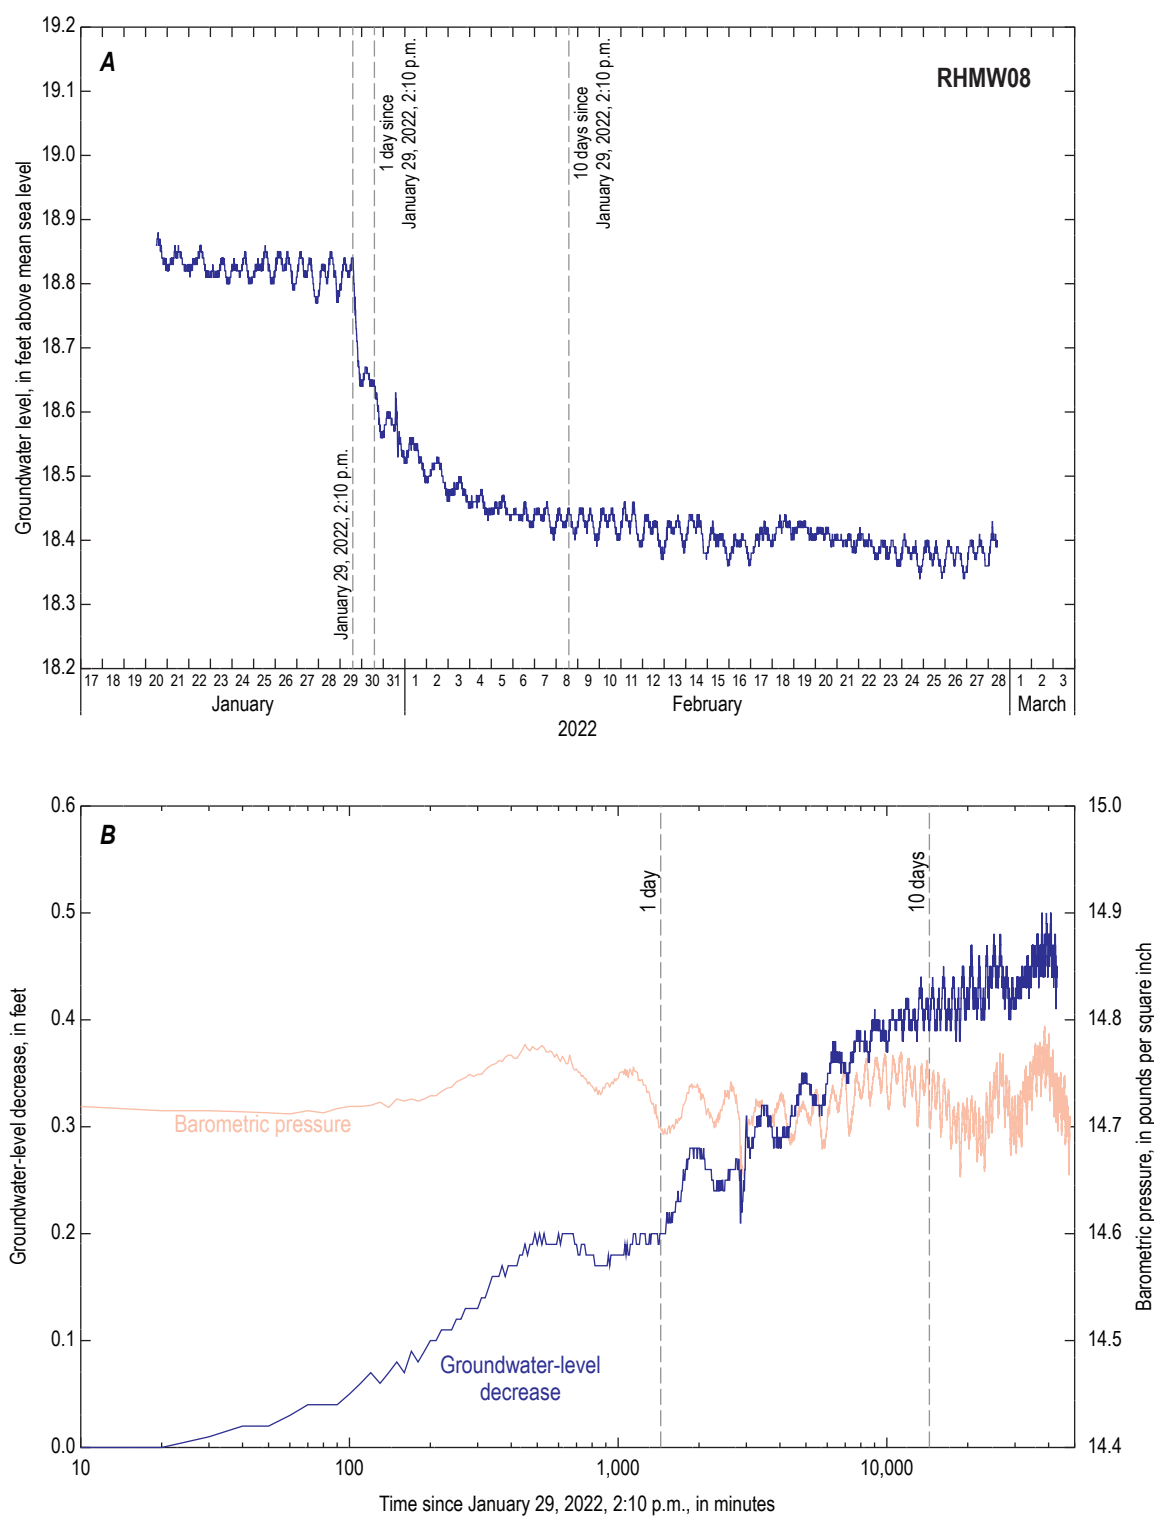 A
RHMW08
19.2
19.1
19.0
18.9
18.8
18.7
18.6
18.5
18.4
18.3
18.2
Groundwater level, in feet above mean sea level
January 29, 2022, 2:10 p.m.
1 day since
January 29, 2022, 2:10 p.m.
10 days since
January 29, 2022, 2:10 p.m.
17 18 19 20 21 22 23 24 25 26 27 28 29 30 31 1 2 3 4 5 6 7 8 9 10 11 12 13 14 15 16 17 18 19 20 21 22 23 24 25 26 27 28 1 2 3
January February March
2022
B
0.6
0.5
0.4
0.3
0.2
0.1
0.0
Groundwater-level decrease, in feet
1 day
10 days
Barometric pressure
Groundwater-level
decrease
15.0
14.9
14.8
14.7
14.6
14.5
14.4
Barometric pressure, in pounds per square inch
10 100 1,000 10,000
Time since January 29, 2022, 2:10 p.m., in minutes